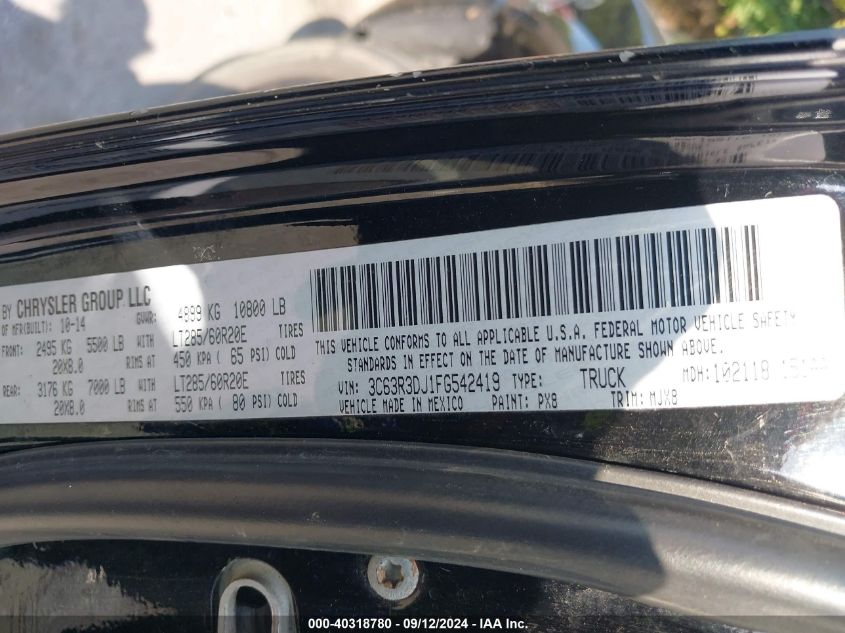 BY CHRYSLER GROUP LLC
OF MFR(BUILT): 10-14 GVWR: 4899 KG 10800 LB
FRONT: 2495 KG 5500 LB WITH LT285/60R20E TIRES
20X8.0 RIMS AT 450 KPA ( 65 PSI) COLD
REAR: 3176 KG 7000 LB WITH LT285/60R20E TIRES
20X8.0 RIMS AT 550 KPA ( 80 PSI) COLD
THIS VEHICLE CONFORMS TO ALL APPLICABLE U.S.A. FEDERAL MOTOR VEHICLE SAFETY
STANDARDS IN EFFECT ON THE DATE OF MANUFACTURE SHOWN ABOVE.
VIN: 3C63R3DJ1FG542419 TYPE: TRUCK MDH: 102118
VEHICLE MADE IN MEXICO PAINT: PX8 TRIM: MJX8
000-40318780 - 09/12/2024 - IAA Inc.